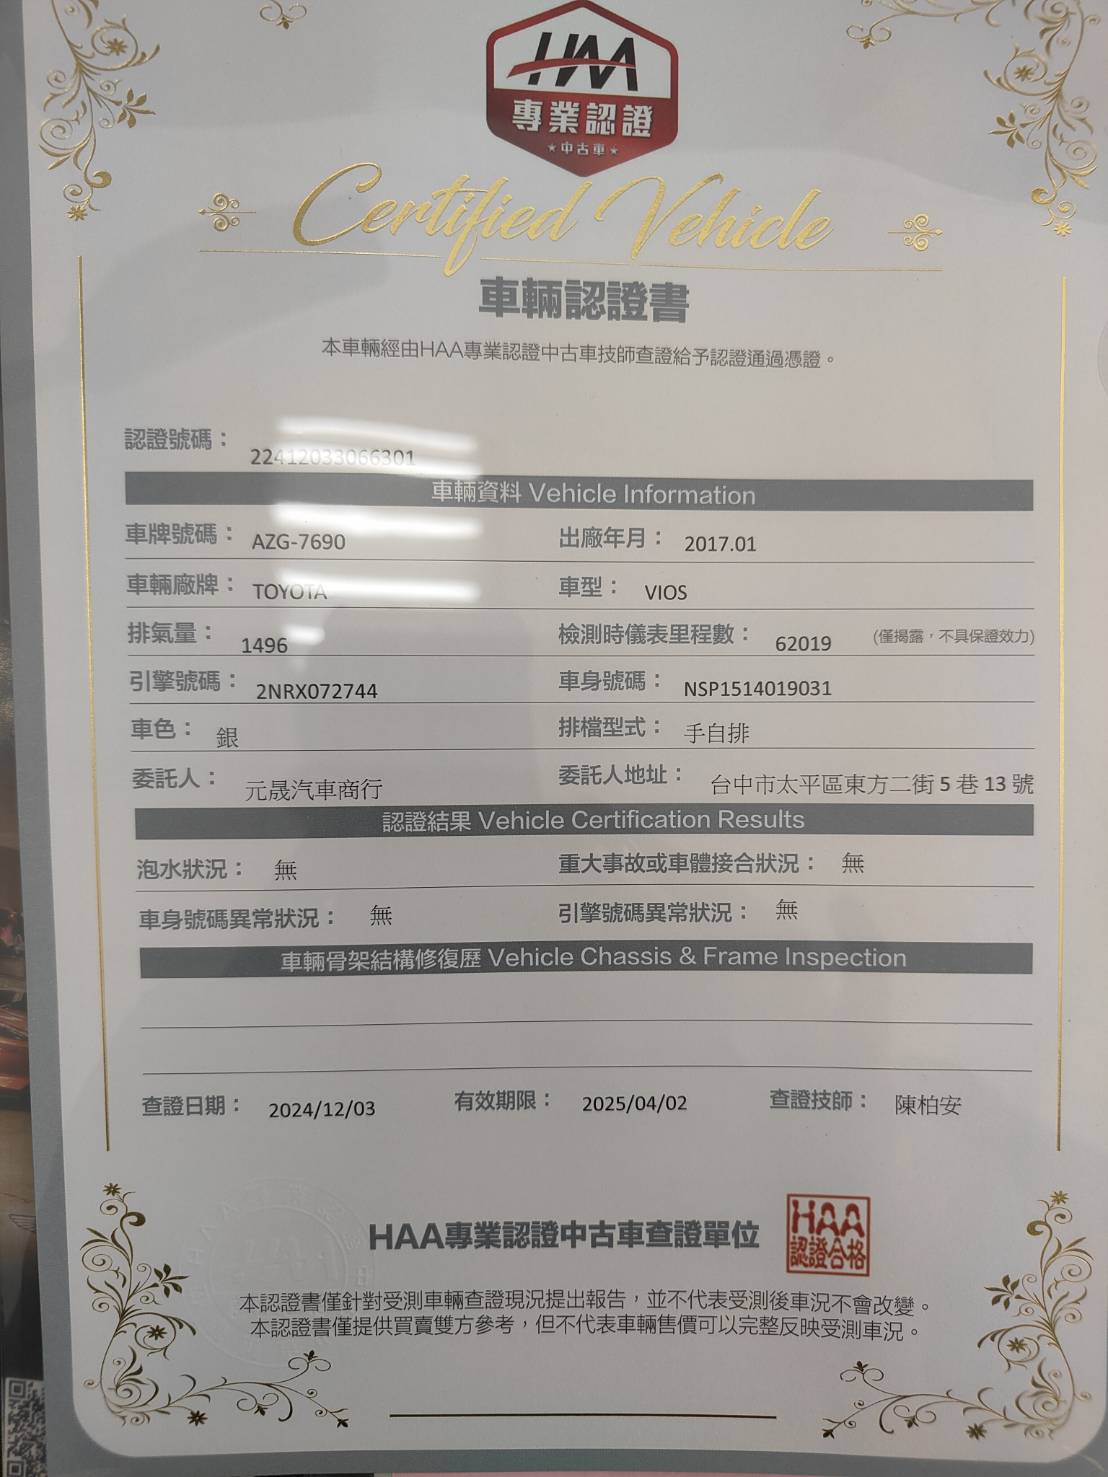 HAA
專業認證
★中古車★
Certified Vehicle
車輛認證書
本車輛經由HAA專業認證中古車技師查證給予認證通過憑證。
認證號碼： 22412033066301
車輛資料 Vehicle Information
車牌號碼： AZG-7690 出廠年月： 2017.01
車輛廠牌： TOYOTA 車型： VIOS
排氣量： 1496 檢測時儀表里程數： 62019 (僅揭露，不具保證效力)
引擎號碼： 2NRX072744 車身號碼： NSP1514019031
車色： 銀 排檔型式： 手自排
委託人： 元晟汽車商行 委託人地址： 台中市太平區東方二街 5 巷 13 號
認證結果 Vehicle Certification Results
泡水狀況： 無 重大事故或車體接合狀況： 無
車身號碼異常狀況： 無 引擎號碼異常狀況： 無
車輛骨架結構修復歷 Vehicle Chassis & Frame Inspection
查證日期： 2024/12/03 有效期限： 2025/04/02 查證技師： 陳柏安
HAA專業認證中古車查證單位
HAA
認證合格
本認證書僅針對受測車輛查證現況提出報告，並不代表受測後車況不會改變。
本認證書僅提供買賣雙方參考，但不代表車輛售價可以完整反映受測車況。